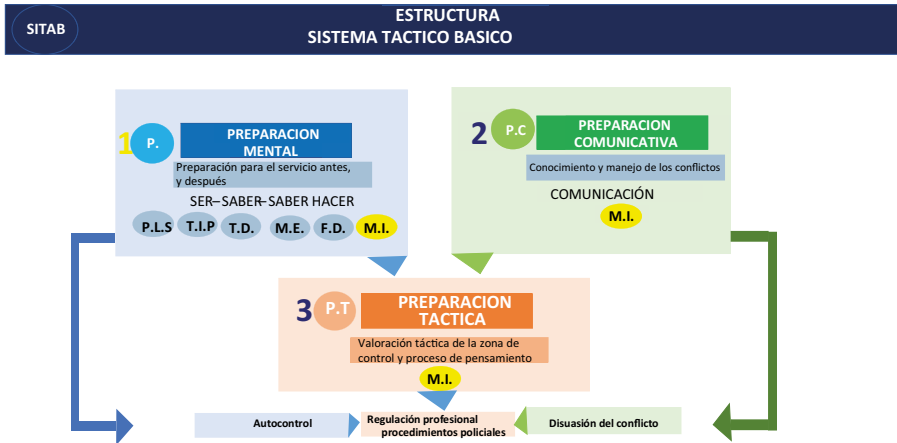 SITAB
ESTRUCTURA
SISTEMA TACTICO BASICO
1
P.
PREPARACION
MENTAL
Preparación para el servicio antes,
y después
SER–SABER–SABER HACER
P.L.S T.I.P T.D. M.E. F.D. M.I.
2
P.C
PREPARACION
COMUNICATIVA
Conocimiento y manejo de los conflictos
COMUNICACIÓN
M.I.
3
P.T
PREPARACION
TACTICA
Valoración táctica de la zona de
control y proceso de pensamiento
M.I.
Autocontrol
Regulación profesional
procedimientos policiales
Disuasión del conflicto